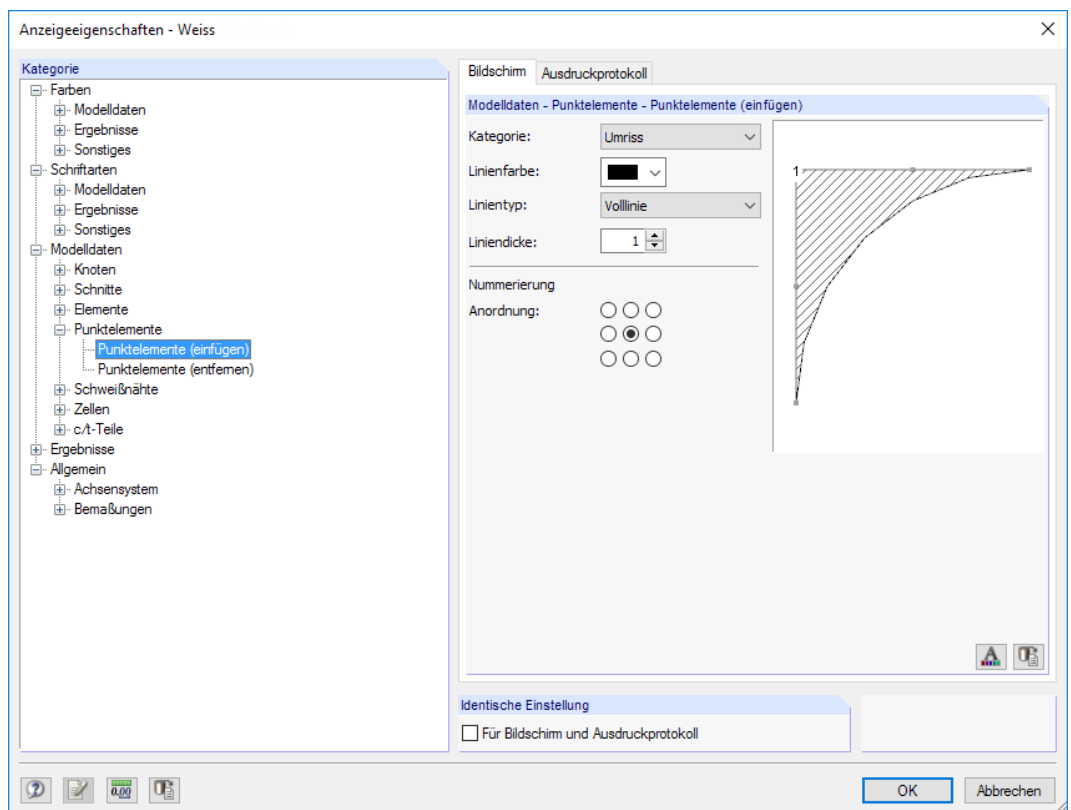 Anzeigeeigenschaften - Weiss
Kategorie
Farben
Modelldaten
Ergebnisse
Sonstiges
Schriftarten
Modelldaten
Ergebnisse
Sonstiges
Modelldaten
Knoten
Schnitte
Elemente
Punktelemente
Punktelemente (einfügen)
Punktelemente (entfernen)
Schweißnähte
Zellen
c/t-Teile
Ergebnisse
Allgemein
Achsensystem
Bemaßungen
Bildschirm
Ausdruckprotokoll
Modelldaten - Punktelemente - Punktelemente (einfügen)
Kategorie: Umriss
Linienfarbe:
Linientyp: Volllinie
Liniendicke: 1
Nummerierung
Anordnung:
1
Identische Einstellung
Für Bildschirm und Ausdruckprotokoll
0,00
OK
Abbrechen